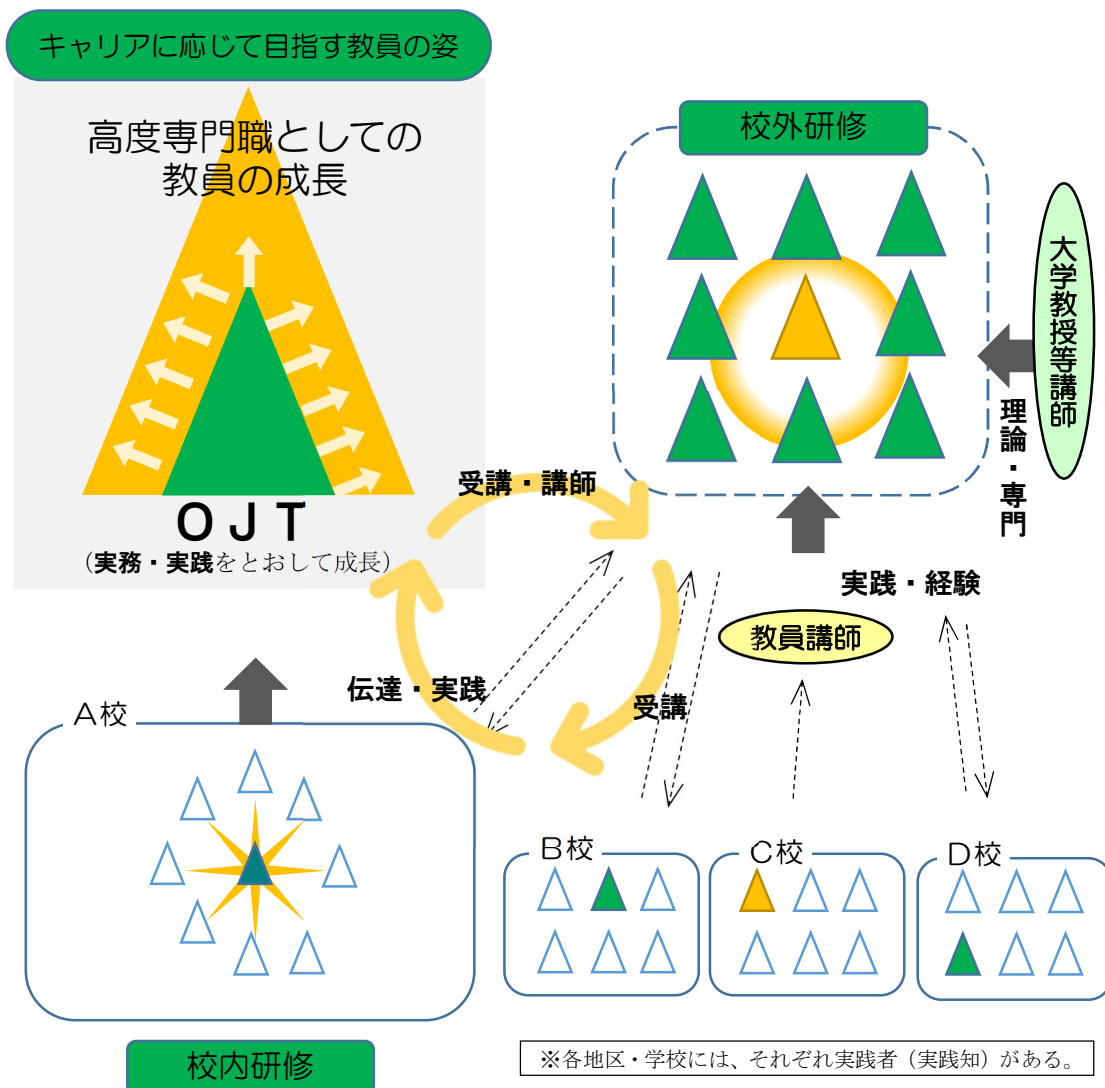 キャリアに応じて目指す教員の姿
高度専門職としての
教員の成長
ＯＪＴ
（実務・実践をとおして成長）
校外研修
大学教授等講師
理論・専門
受講・講師
実践・経験
教員講師
伝達・実践
受講
Ａ校
Ｂ校
Ｃ校
Ｄ校
校内研修
※各地区・学校には、それぞれ実践者（実践知）がある。